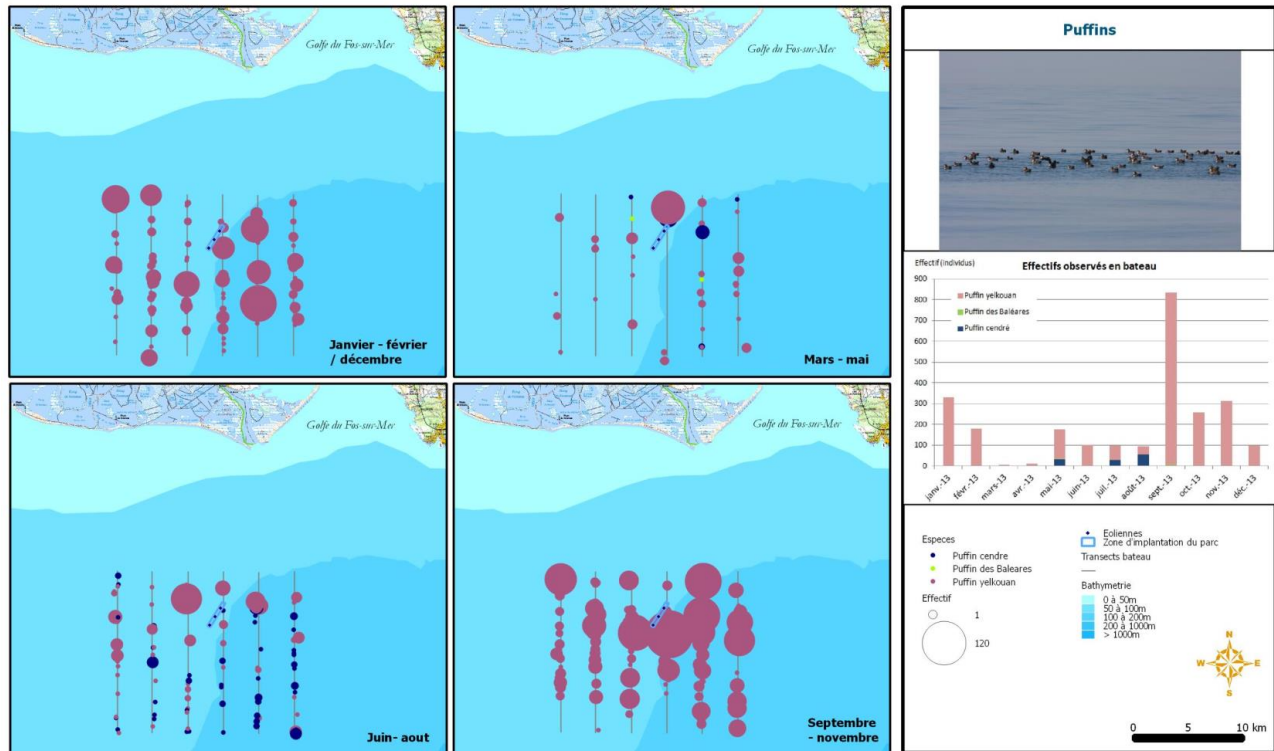 Golfe du Fos-sur-Mer
Janvier - février
/ décembre
Golfe du Fos-sur-Mer
Mars - mai
Golfe du Fos-sur-Mer
Juin- aout
Golfe du Fos-sur-Mer
Septembre
- novembre
Puffins
Effectif (individus)
Effectifs observés en bateau
900
800
700
600
500
400
300
200
100
0
Puffin yelkouan
Puffin des Baléares
Puffin cendré
janv.-13
févr.-13
mars-13
avr.-13
mai-13
juin-13
juil.-13
août-13
sept.-13
oct.-13
nov.-13
déc.-13
Especes
Puffin cendre
Puffin des Baleares
Puffin yelkouan
Effectif
1
120
Eoliennes
Zone d'implantation du parc
Transects bateau
Bathymetrie
0 à 50m
50 à 100m
100 à 200m
200 à 1000m
> 1000m
N
W E
S
0 5 10 km